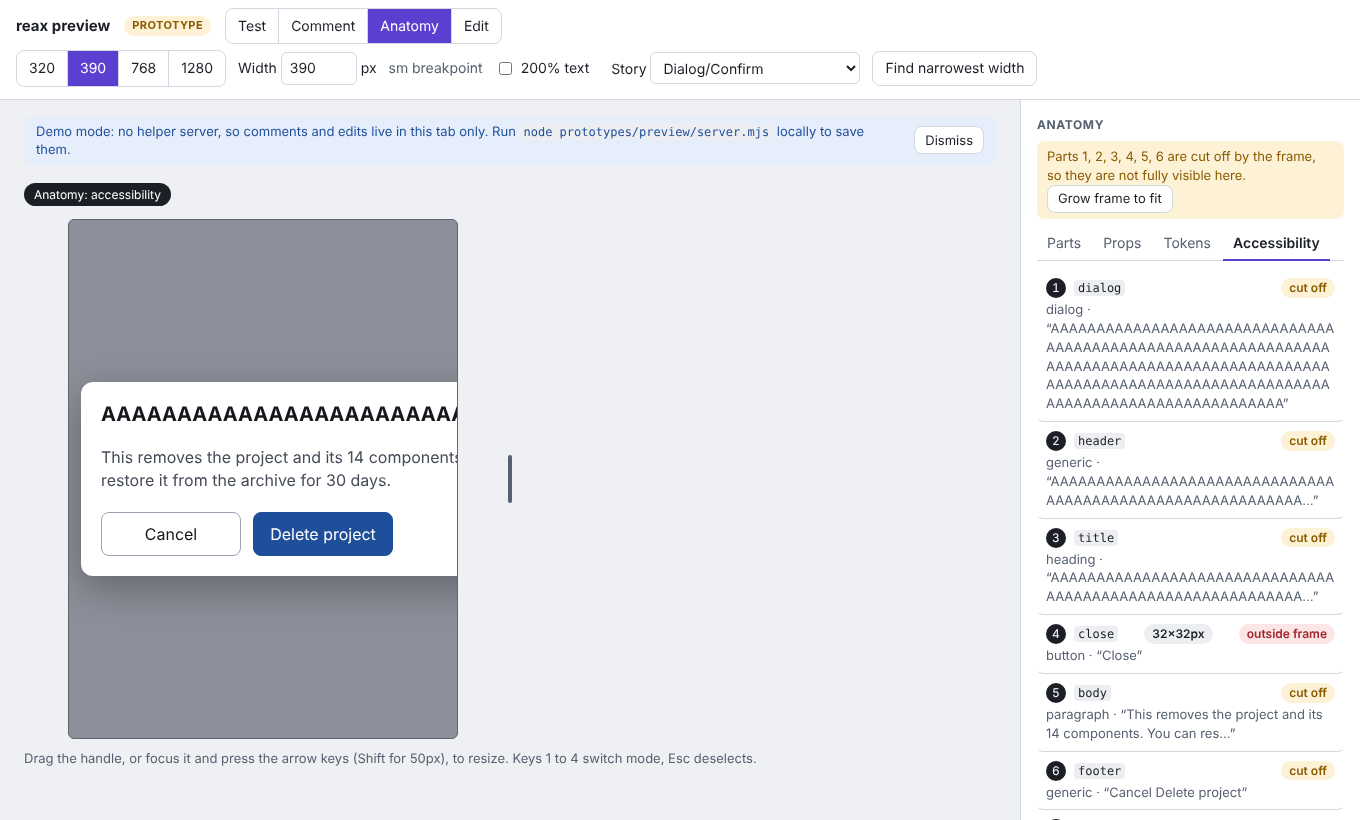 reax preview PROTOTYPE Test Comment Anatomy Edit
320 390 768 1280 Width 390 px sm breakpoint 200% text Story Dialog/Confirm Find narrowest width
Demo mode: no helper server, so comments and edits live in this tab only. Run node prototypes/preview/server.mjs locally to save
them.
Dismiss
Anatomy: accessibility
AAAAAAAAAAAAAAAAAAAAAAAA
This removes the project and its 14 components
restore it from the archive for 30 days.
Cancel Delete project
Drag the handle, or focus it and press the arrow keys (Shift for 50px), to resize. Keys 1 to 4 switch mode, Esc deselects.
ANATOMY
Parts 1, 2, 3, 4, 5, 6 are cut off by the frame,
so they are not fully visible here.
Grow frame to fit
Parts Props Tokens Accessibility
1 dialog cut off
dialog ·
“AAAAAAAAAAAAAAAAAAAAAAAAAAAAAAA
AAAAAAAAAAAAAAAAAAAAAAAAAAAAAAA
AAAAAAAAAAAAAAAAAAAAAAAAAAAAAAA
AAAAAAAAAAAAAAAAAAAAAAAAAAAAAAA
AAAAAAAAAAAAAAAAAAAAAAAAAA”
2 header cut off
generic ·
“AAAAAAAAAAAAAAAAAAAAAAAAAAAAAAA
AAAAAAAAAAAAAAAAAAAAAAAAAAAA…”
3 title cut off
heading ·
“AAAAAAAAAAAAAAAAAAAAAAAAAAAAAAA
AAAAAAAAAAAAAAAAAAAAAAAAAAAA…”
4 close 32×32px outside frame
button · “Close”
5 body cut off
paragraph · “This removes the project and its
14 components. You can res…”
6 footer cut off
generic · “Cancel Delete project”